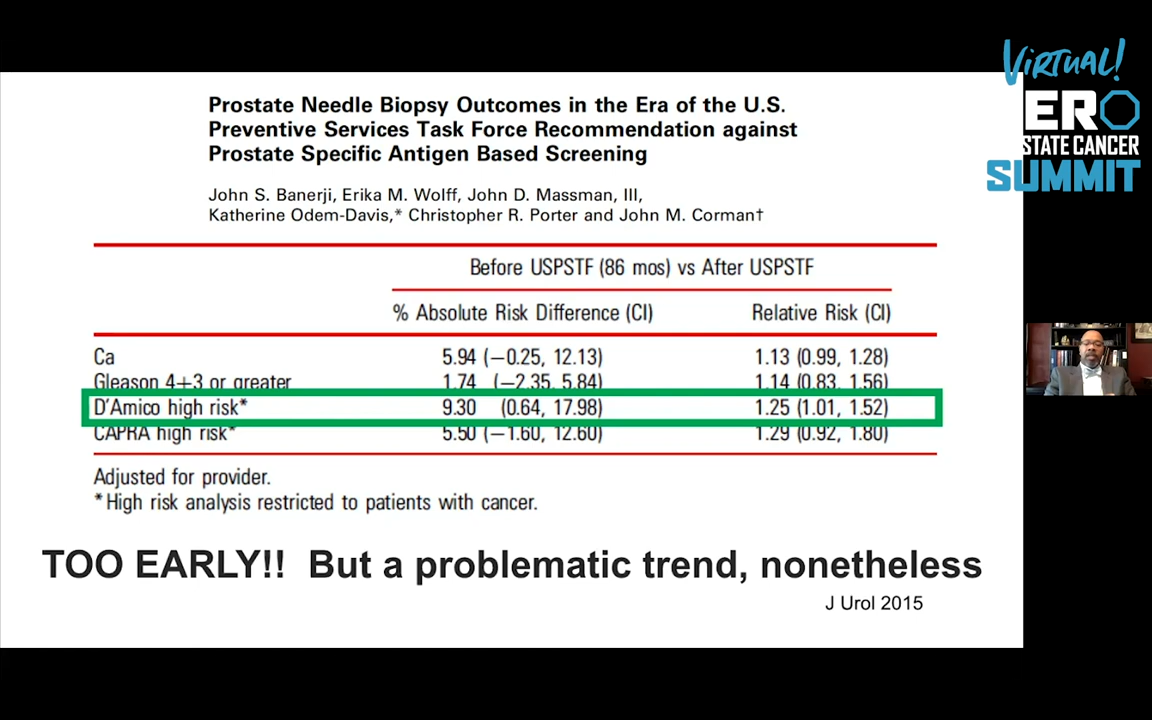 Prostate Needle Biopsy Outcomes in the Era of the U.S.
Preventive Services Task Force Recommendation against
Prostate Specific Antigen Based Screening
John S. Banerji, Erika M. Wolff, John D. Massman, III,
Katherine Odem-Davis,* Christopher R. Porter and John M. Corman†
Before USPSTF (86 mos) vs After USPSTF
% Absolute Risk Difference (CI) Relative Risk (CI)
Ca 5.94 (−0.25, 12.13) 1.13 (0.99, 1.28)
Gleason 4+3 or greater 1.74 (−2.35, 5.84) 1.14 (0.83, 1.56)
D'Amico high risk* 9.30 (0.64, 17.98) 1.25 (1.01, 1.52)
CAPRA high risk* 5.50 (−1.60, 12.60) 1.29 (0.92, 1.80)
Adjusted for provider.
*High risk analysis restricted to patients with cancer.
TOO EARLY!! But a problematic trend, nonetheless
J Urol 2015
VIRTUAL!
ERO
STATE CANCER
SUMMIT